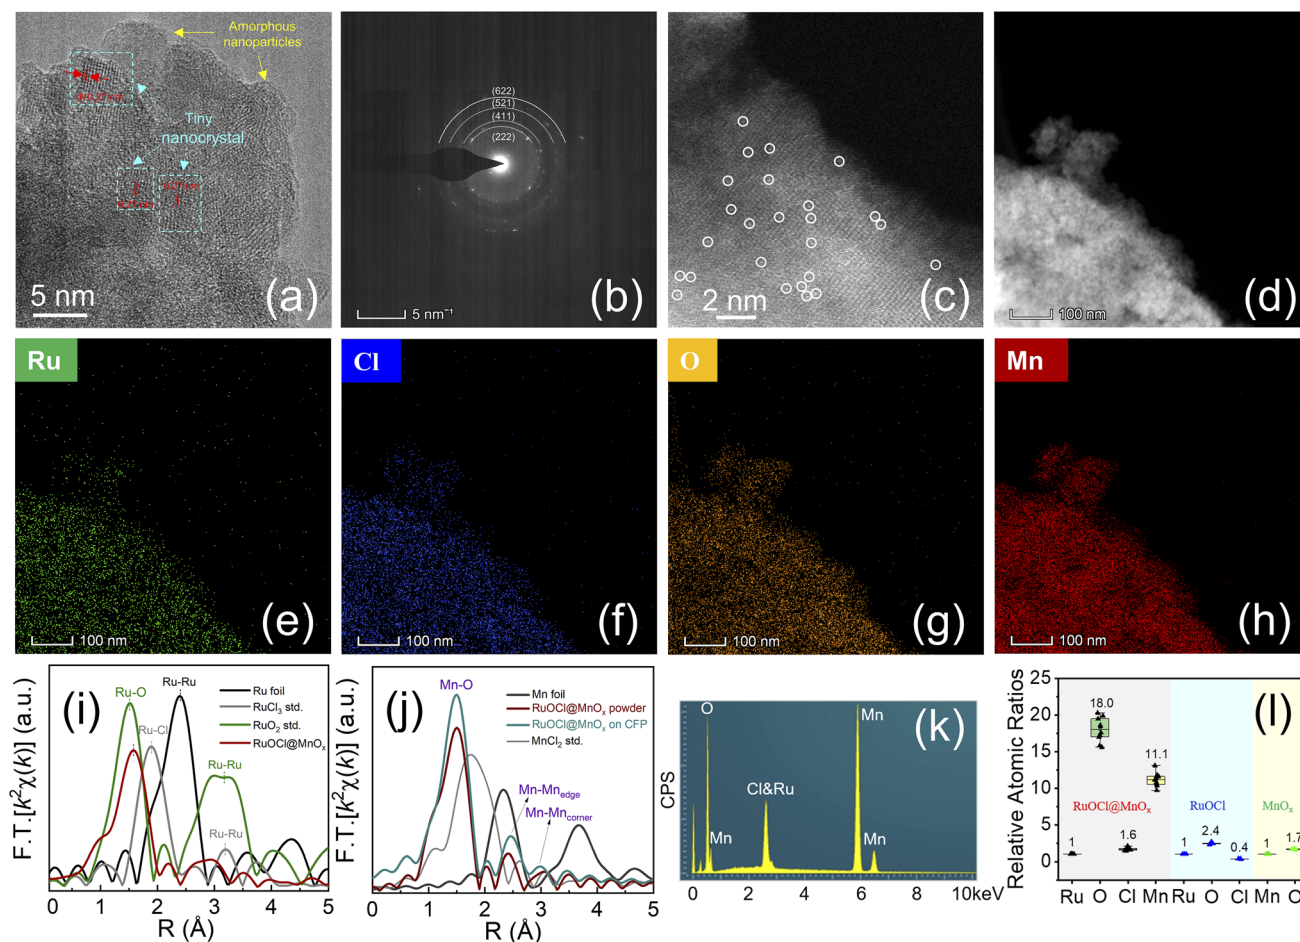 Amorphous
nanoparticles
Tiny
nanocrystal
5 nm
(a)
(622)
(521)
(411)
(222)
5 nm⁻¹
(b)
2 nm
(c)
100 nm
(d)
Ru
100 nm
(e)
Cl
100 nm
(f)
O
100 nm
(g)
Mn
100 nm
(h)
F.T.[k²χ(k)] (a.u.)
(i)
Ru-O
Ru-Cl
Ru-Ru
Ru-Ru
Ru-Ru
Ru foil
RuCl₃ std.
RuO₂ std.
RuOCl@MnOₓ
0 1 2 3 4 5
R (Å)
F.T.[k²χ(k)] (a.u.)
(j)
Mn-O
Mn foil
RuOCl@MnOₓ powder
RuOCl@MnOₓ on CFP
MnCl₂ std.
Mn-Mnedge
Mn-Mncorner
0 1 2 3 4 5
R (Å)
CPS
O
Mn
Cl&Ru
Mn
Mn
(k)
0 2 4 6 8 10keV
Relative Atomic Ratios
25
20
15
10
5
0
(l)
18.0
11.1
RuOCl@MnOₓ
RuOCl
MnOₓ
1
1.6
1
2.4
0.4
1
1.7
Ru O Cl Mn Ru O Cl Mn O